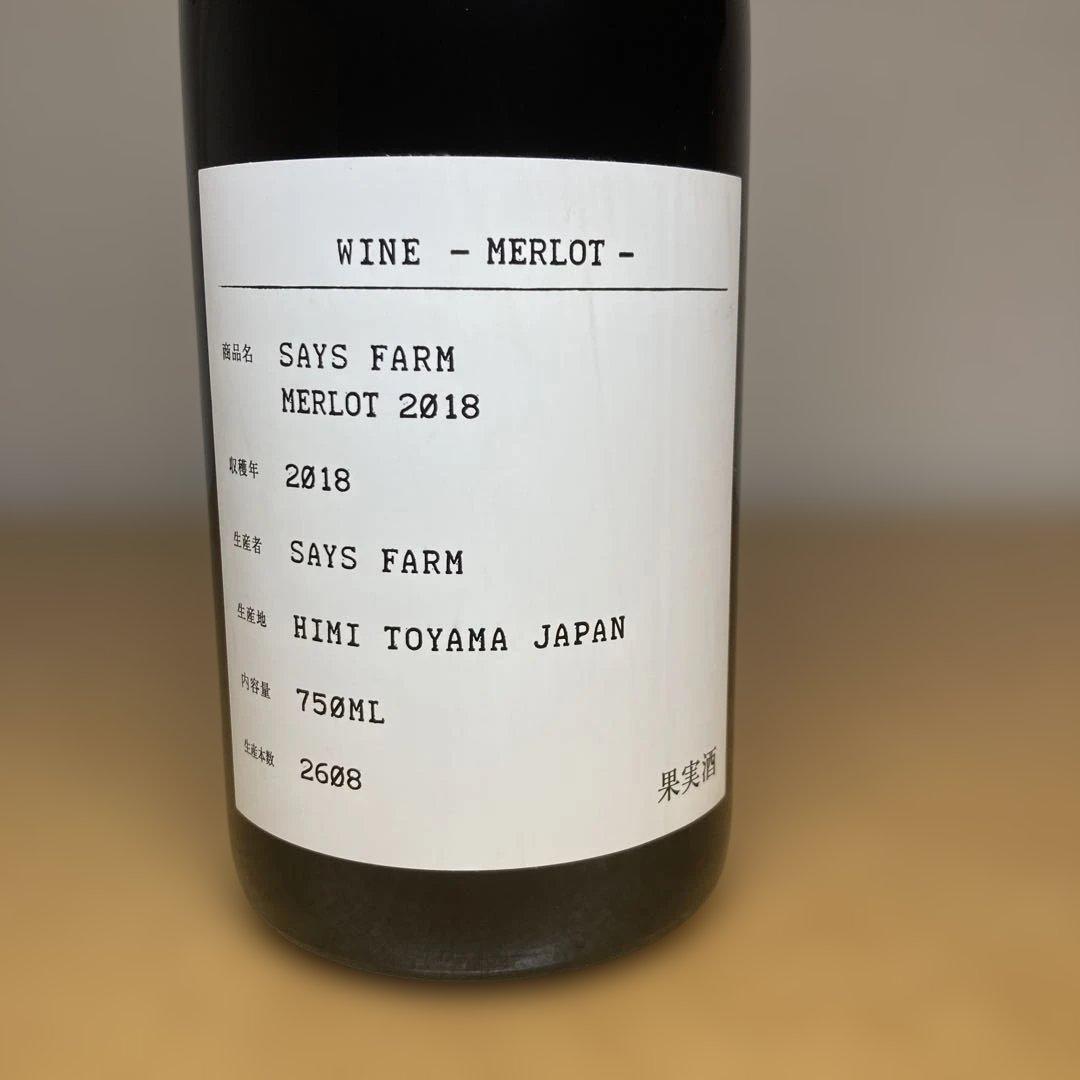 WINE - MERLOT -
商品名 SAYS FARM
MERLOT 2018
収穫年 2018
生産者 SAYS FARM
生産地 HIMI TOYAMA JAPAN
内容量 750ML
生産本数 2608
果実酒